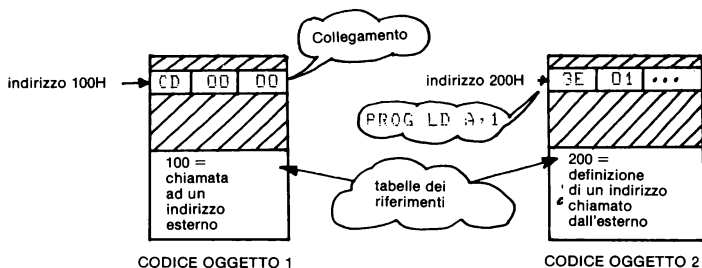 Collegamento
indirizzo 100H
CD 00 00
indirizzo 200H
3E 01 ...
PROG LD A,1
100 =
chiamata
ad un
indirizzo
esterno
tabelle dei
riferimenti
200 =
definizione
di un indirizzo
chiamato
dall'esterno
CODICE OGGETTO 1
CODICE OGGETTO 2